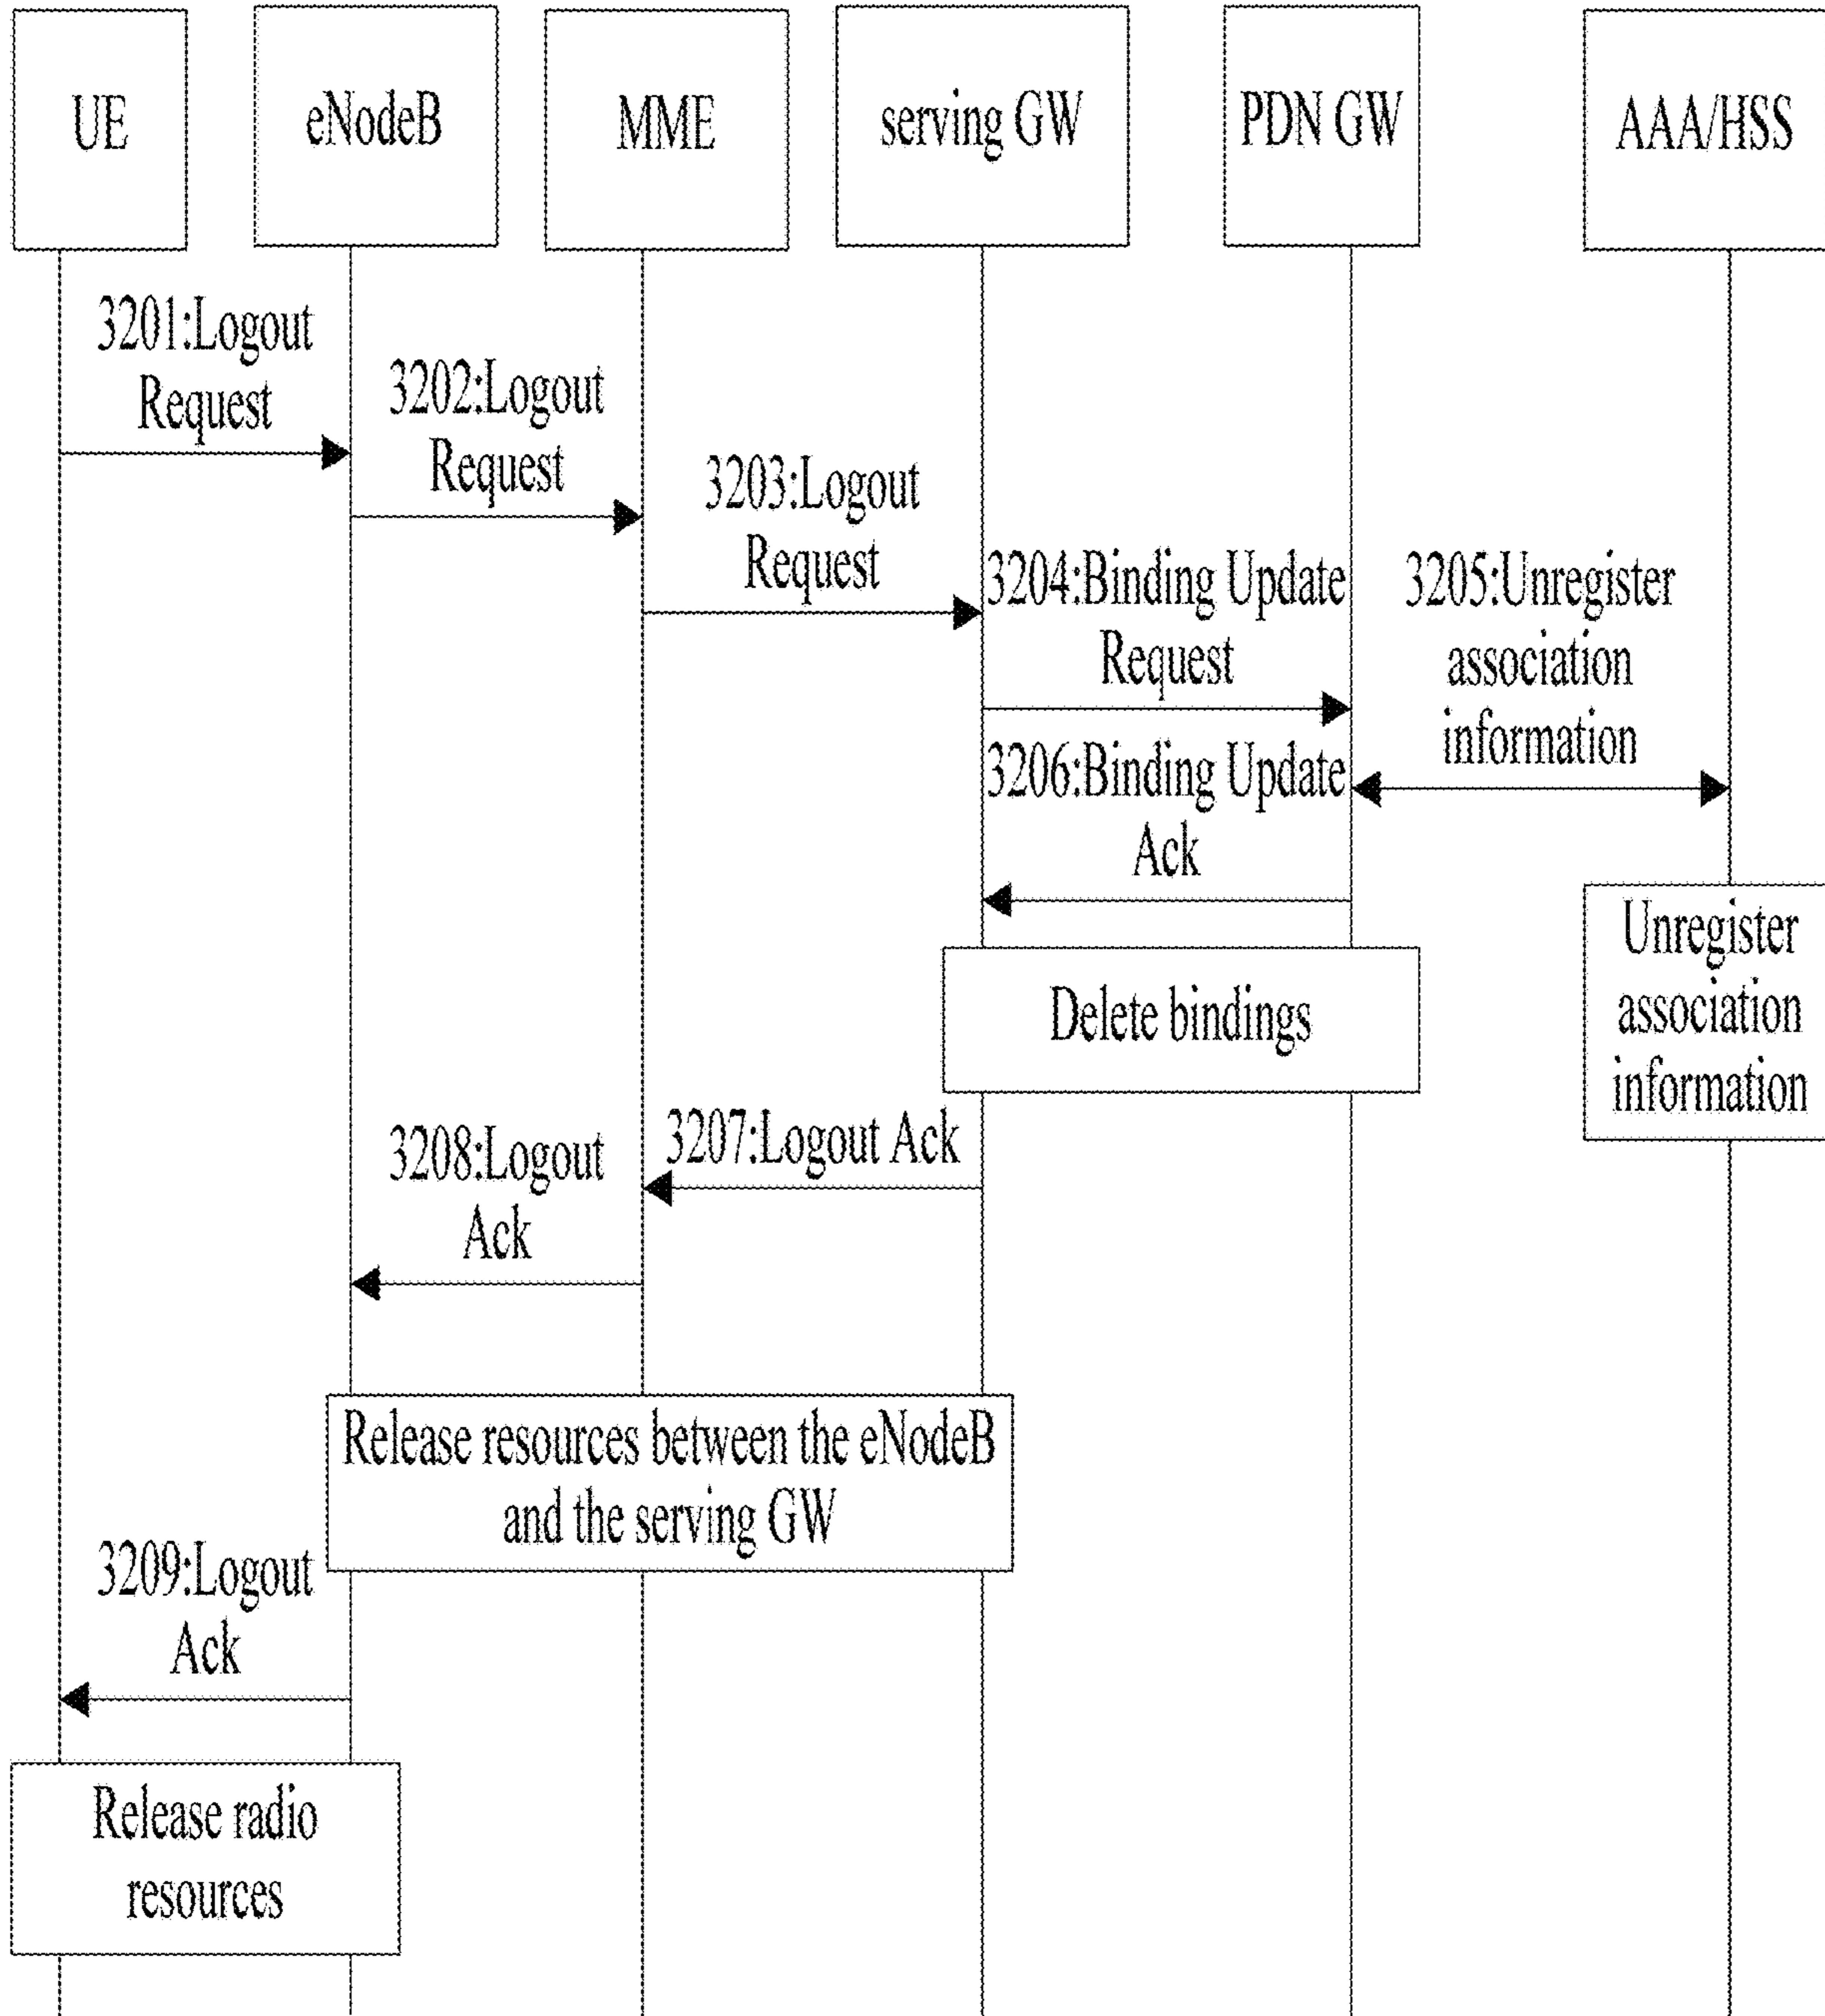 UE
eNodeB
MME
serving GW
PDN GW
AAA/HSS
3201:Logout
Request
3202:Logout
Request
3203:Logout
Request
3204:Binding Update
Request
3205:Unregister
association
information
3206:Binding Update
Ack
Unregister
association
information
Delete bindings
3207:Logout Ack
3208:Logout
Ack
Release resources between the eNodeB
and the serving GW
3209:Logout
Ack
Release radio
resources